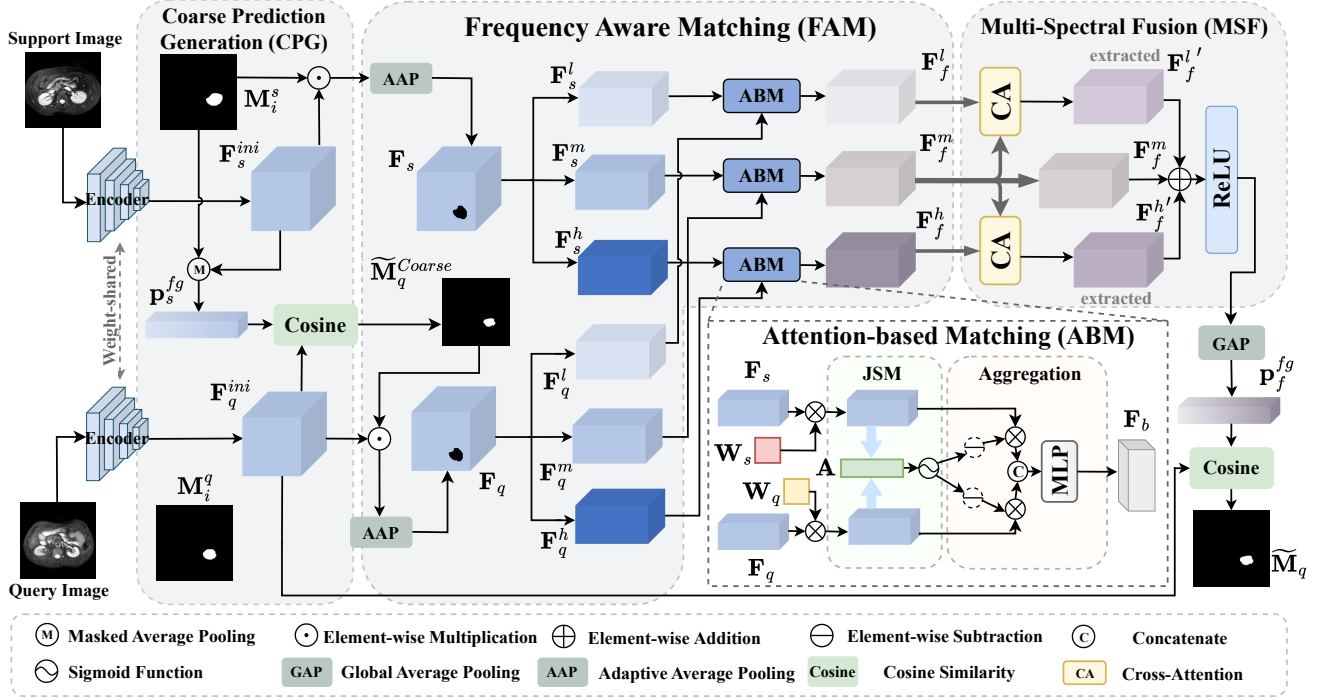 Support Image
Coarse Prediction
Generation (CPG)
Frequency Aware Matching (FAM)
Multi-Spectral Fusion (MSF)
M_i^s
AAP
F_s^l
ABM
F_f^l
CA
extracted
F_f^l'
F_s^ini
Encoder
F_s
F_s^m
ABM
F_f^m
F_f^m
ReLU
F_s^h
ABM
F_f^h
CA
F_f^h'
extracted
M
p_s^fg
Weight-shared
Cosine
M̃_q^Coarse
F_q^ini
Encoder
F_q^l
F_q^m
F_q^h
F_q
AAP
M_i^q
Query Image
Attention-based Matching (ABM)
F_s
JSM
Aggregation
F_b
W_s
A
W_q
C
MLP
F_q
GAP
p_f^fg
Cosine
M̃_q
M Masked Average Pooling
Element-wise Multiplication
Element-wise Addition
Element-wise Subtraction
C Concatenate
Sigmoid Function
GAP Global Average Pooling
AAP Adaptive Average Pooling
Cosine Cosine Similarity
CA Cross-Attention